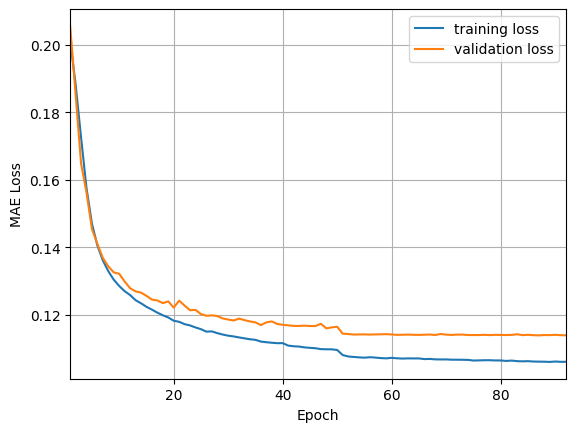 training loss
validation loss
0.20
0.18
0.16
0.14
0.12
MAE Loss
20
40
60
80
Epoch